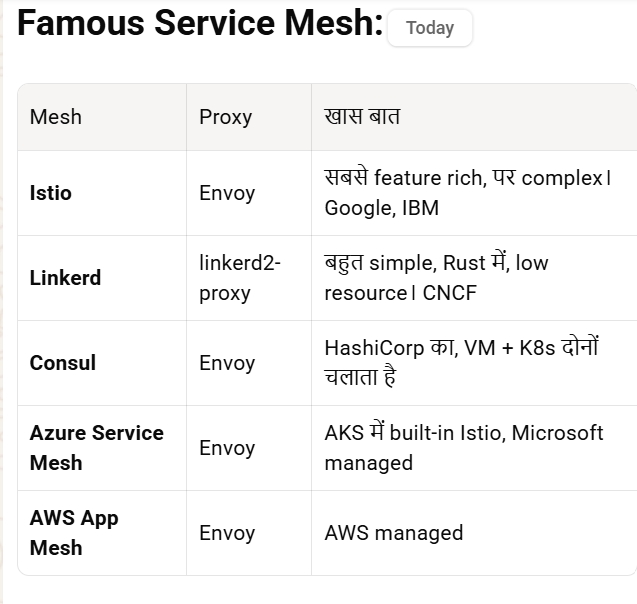 Famous Service Mesh: Today
Mesh Proxy खास बात
Istio Envoy सबसे feature rich, पर complex। Google, IBM
Linkerd linkerd2-proxy बहुत simple, Rust में, low resource। CNCF
Consul Envoy HashiCorp का, VM + K8s दोनों चलाता है
Azure Service Mesh Envoy AKS में built-in Istio, Microsoft managed
AWS App Mesh Envoy AWS managed